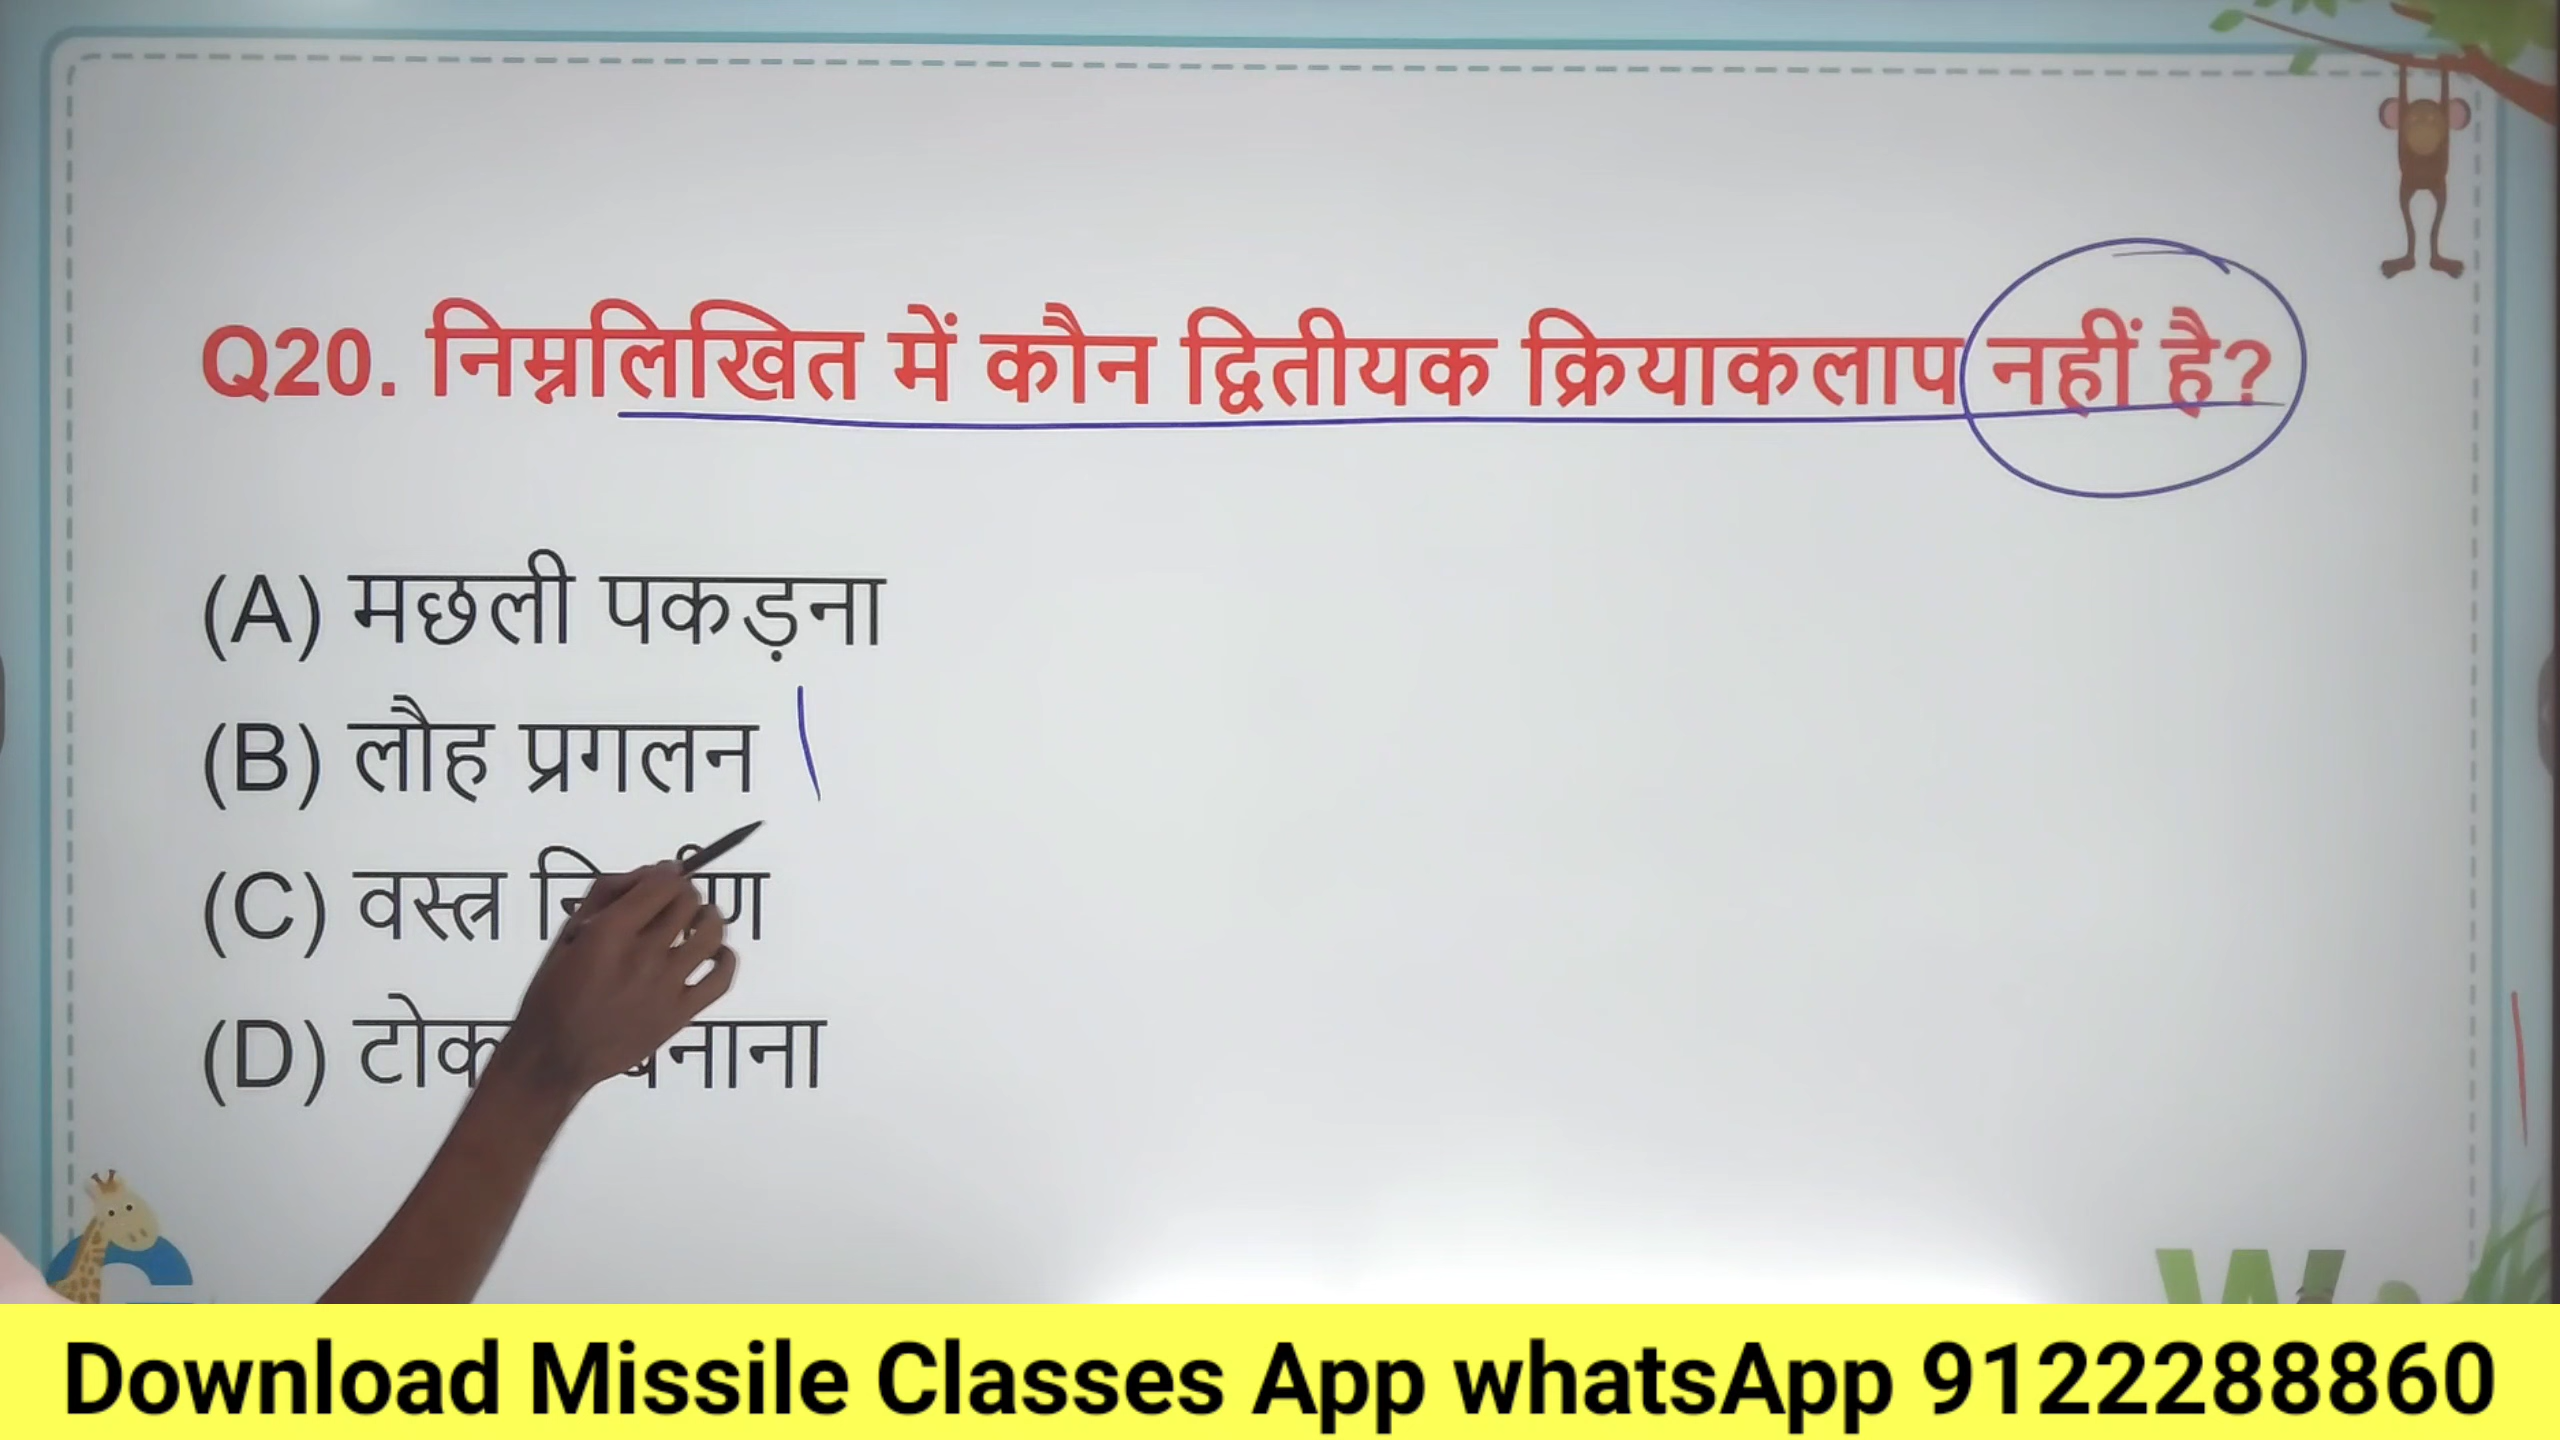 Q20. निम्नलिखित में कौन द्वितीयक क्रियाकलाप नहीं है?
(A) मछली पकड़ना
(B) लौह प्रगलन
(C) वस्त्र
(D)
Download Missile Classes App whatsApp 9122288860